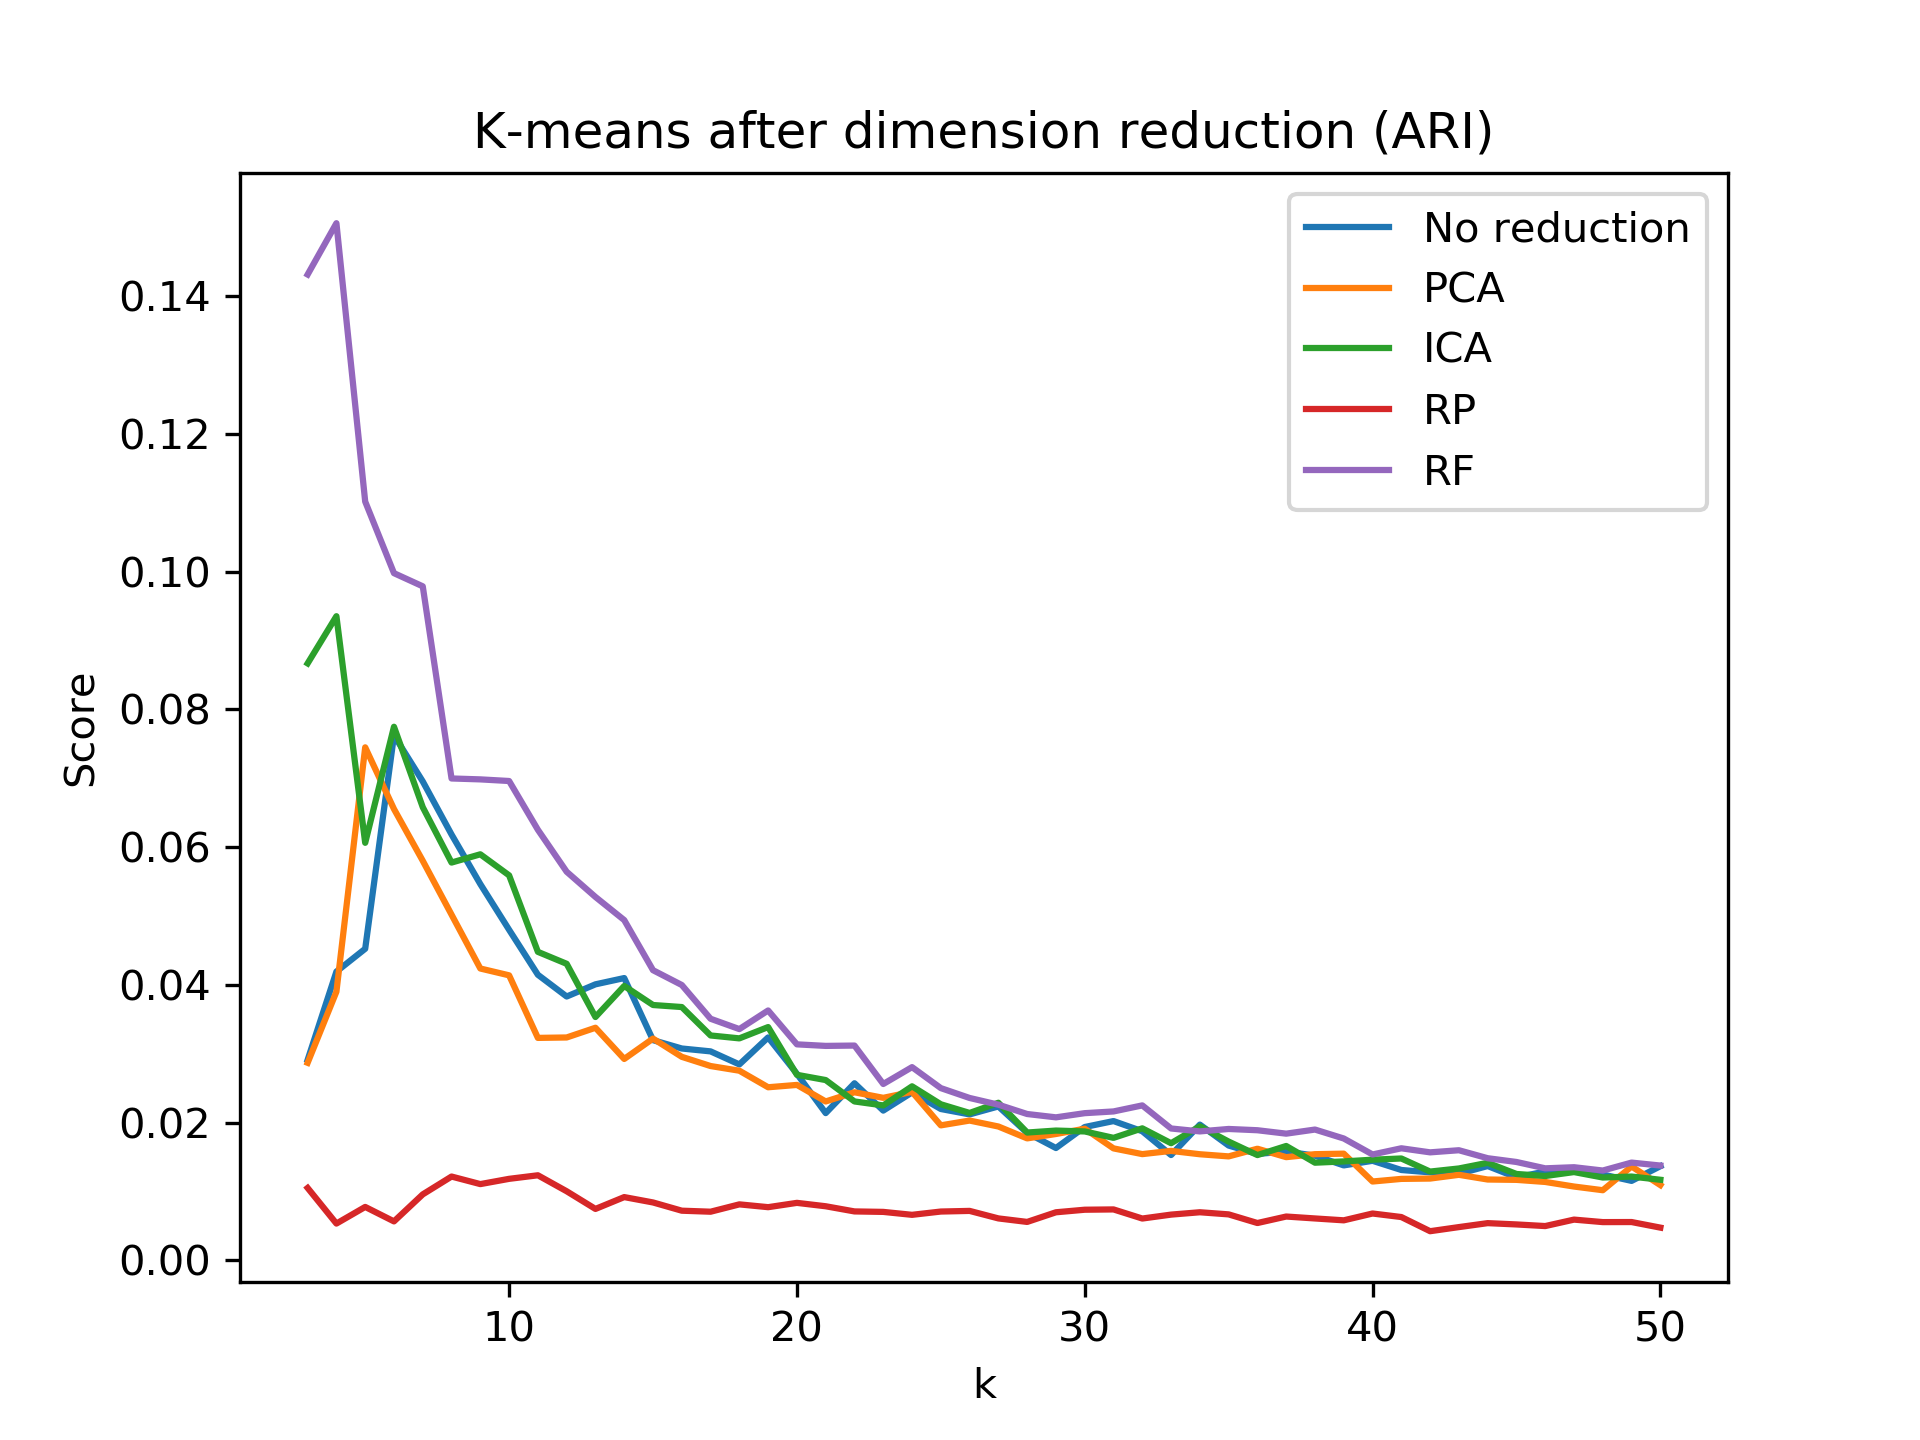 K-means after dimension reduction (ARI)
No reduction
PCA
ICA
RP
RF
Score
0.14
0.12
0.10
0.08
0.06
0.04
0.02
0.00
10 20 30 40 50
k